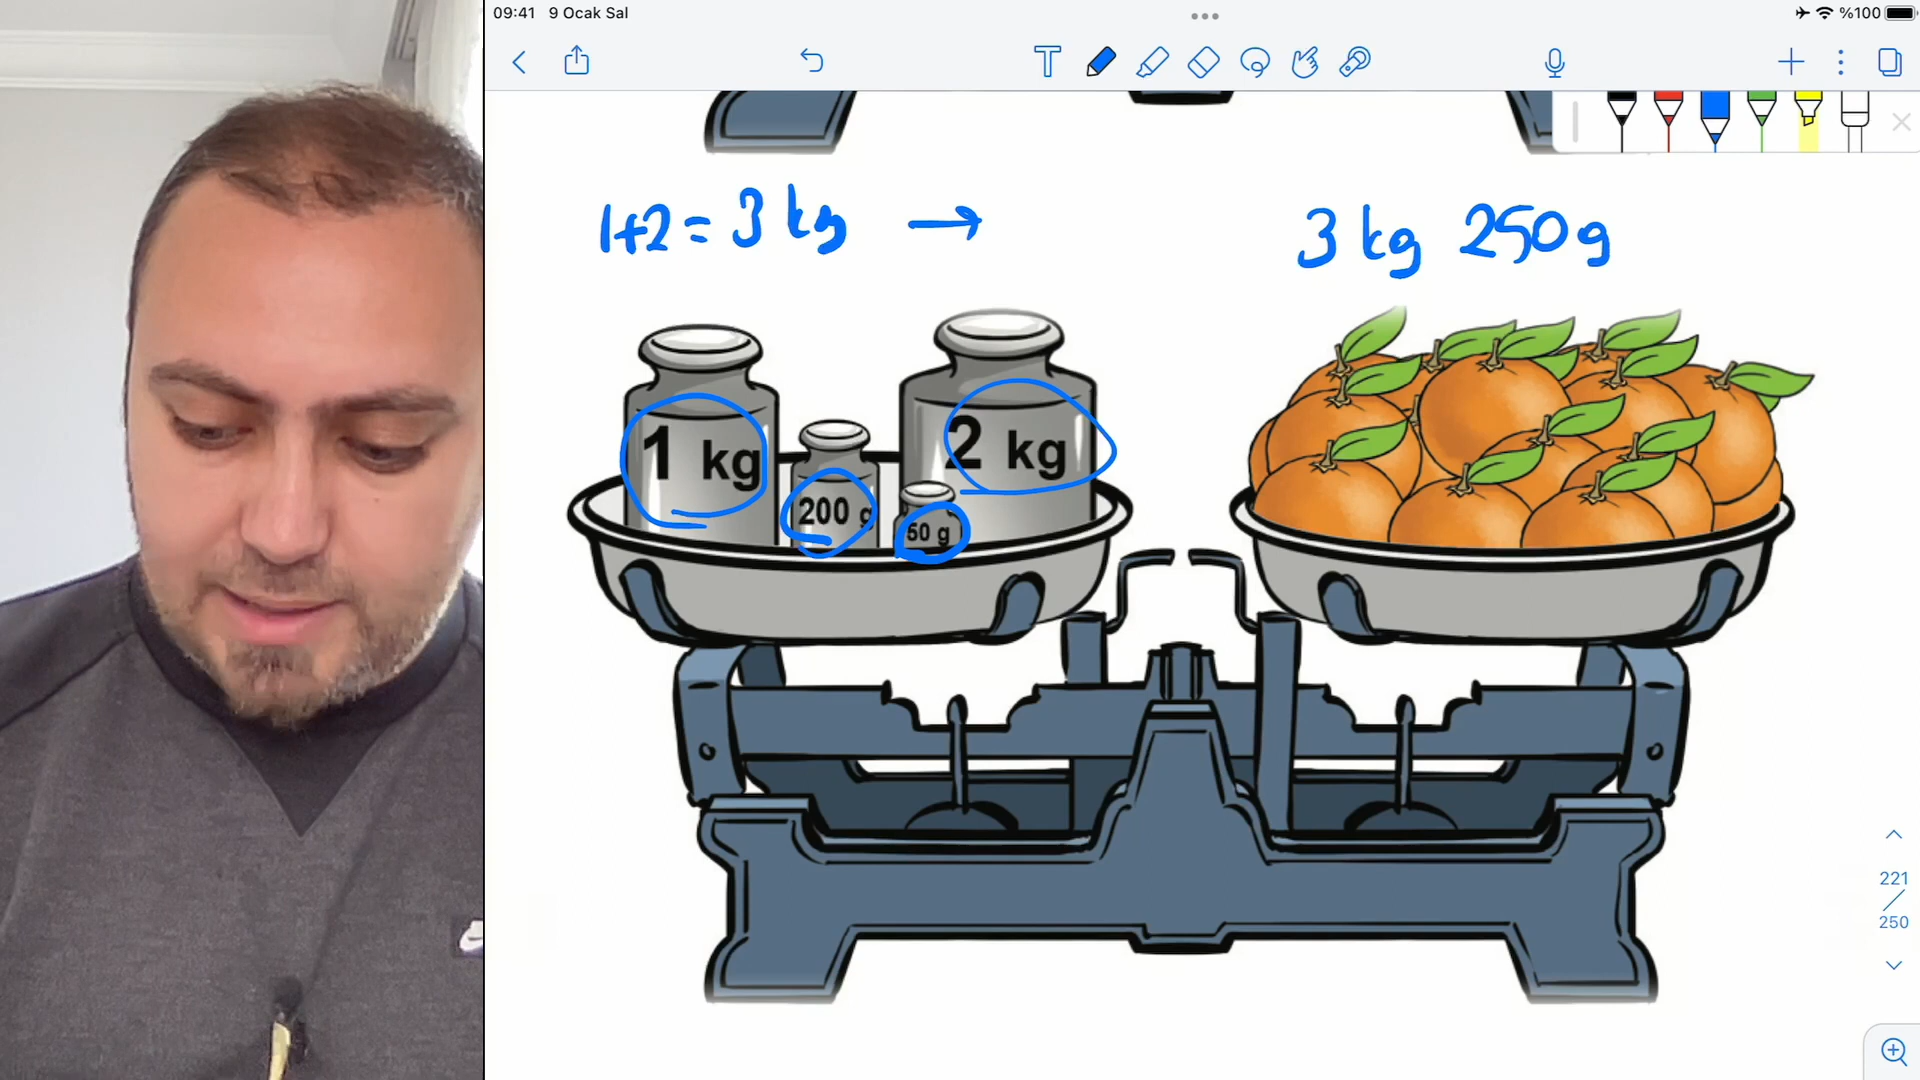 09:41 9 Ocak Sal
%100
1+2=3 kg → 3 kg 250g
1 kg
2 kg
200 g
50 g
221
250